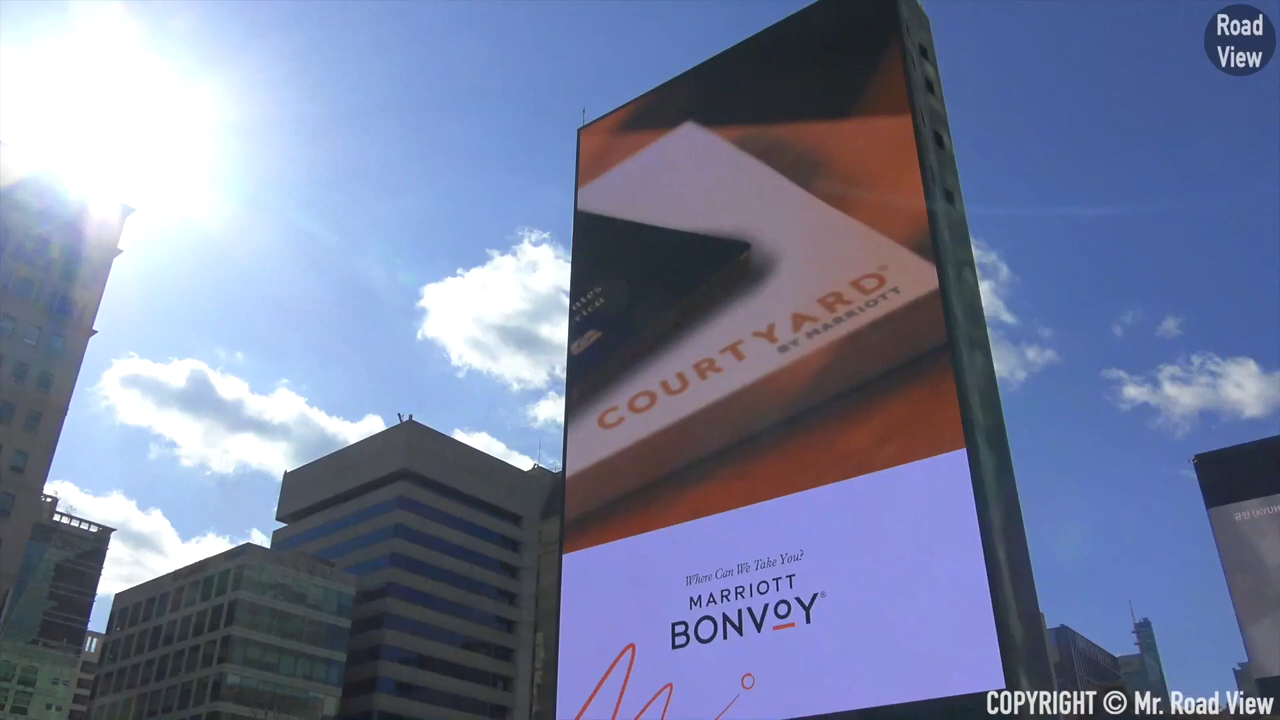 Road
View
COURTYARD®
BY MARRIOTT
Where Can We Take You?
MARRIOTT
BONVOY®
COPYRIGHT © Mr. Road View